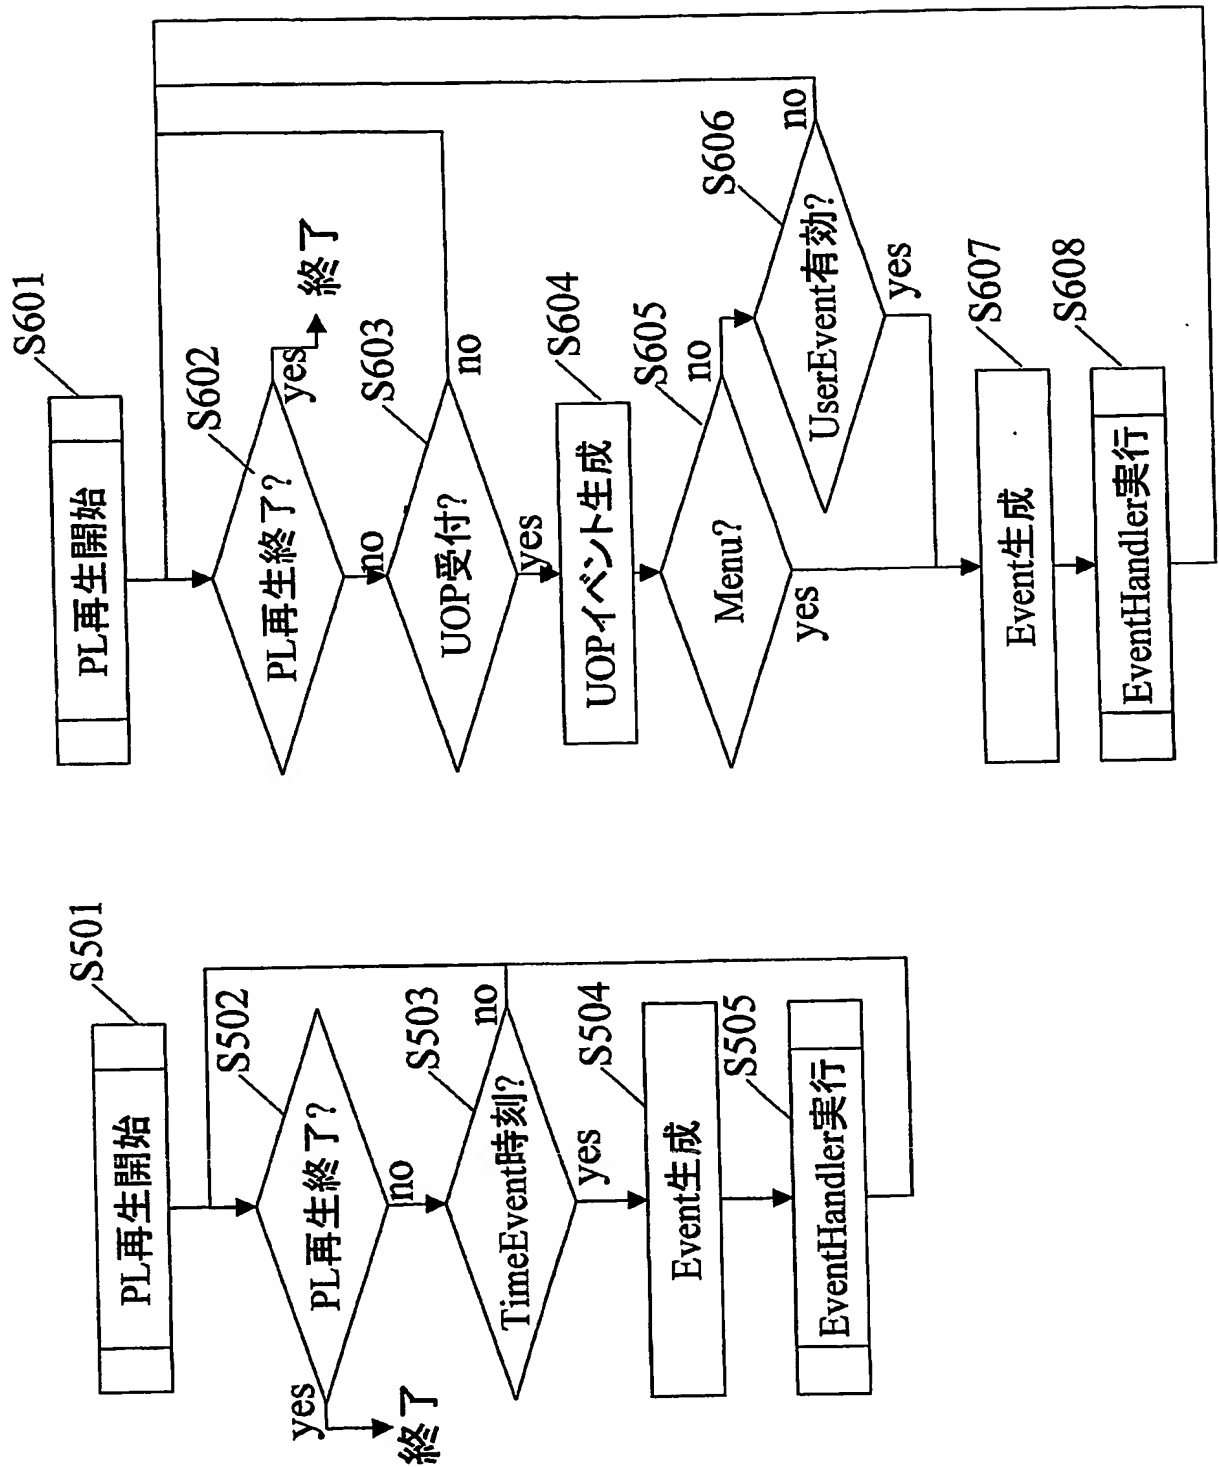 S501
PL再生開始
S502
PL再生終了?
yes
終了
no
S503
TimeEvent時刻?
no
yes
S504
Event生成
S505
EventHandler実行
S601
PL再生開始
S602
PL再生終了?
yes
終了
no
S603
UOP受付?
no
yes
S604
UOPイベント生成
S605
Menu?
no
yes
S606
UserEvent有効?
no
yes
S607
Event生成
S608
EventHandler実行